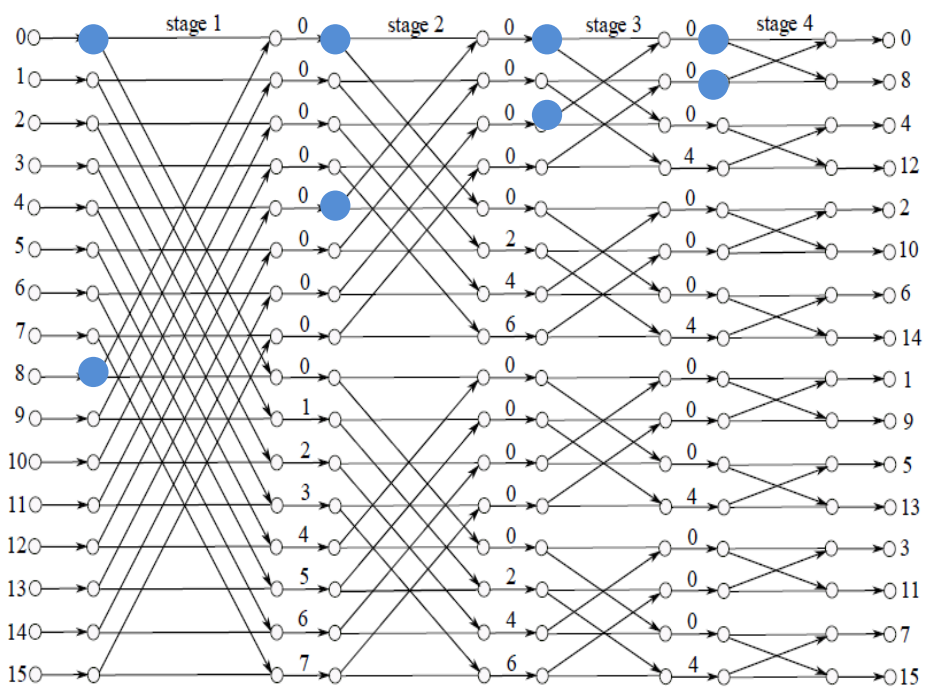 stage 1 stage 2 stage 3 stage 4
0 0 0 0 0
1 0 0 0 8
2 0 0 0 4
3 0 0 4 12
4 0 0 0 2
5 0 2 0 10
6 0 4 0 6
7 0 6 4 14
8 0 0 0 1
9 1 0 0 9
10 2 0 0 5
11 3 0 4 13
12 4 0 0 3
13 5 2 0 11
14 6 4 0 7
15 7 6 4 15